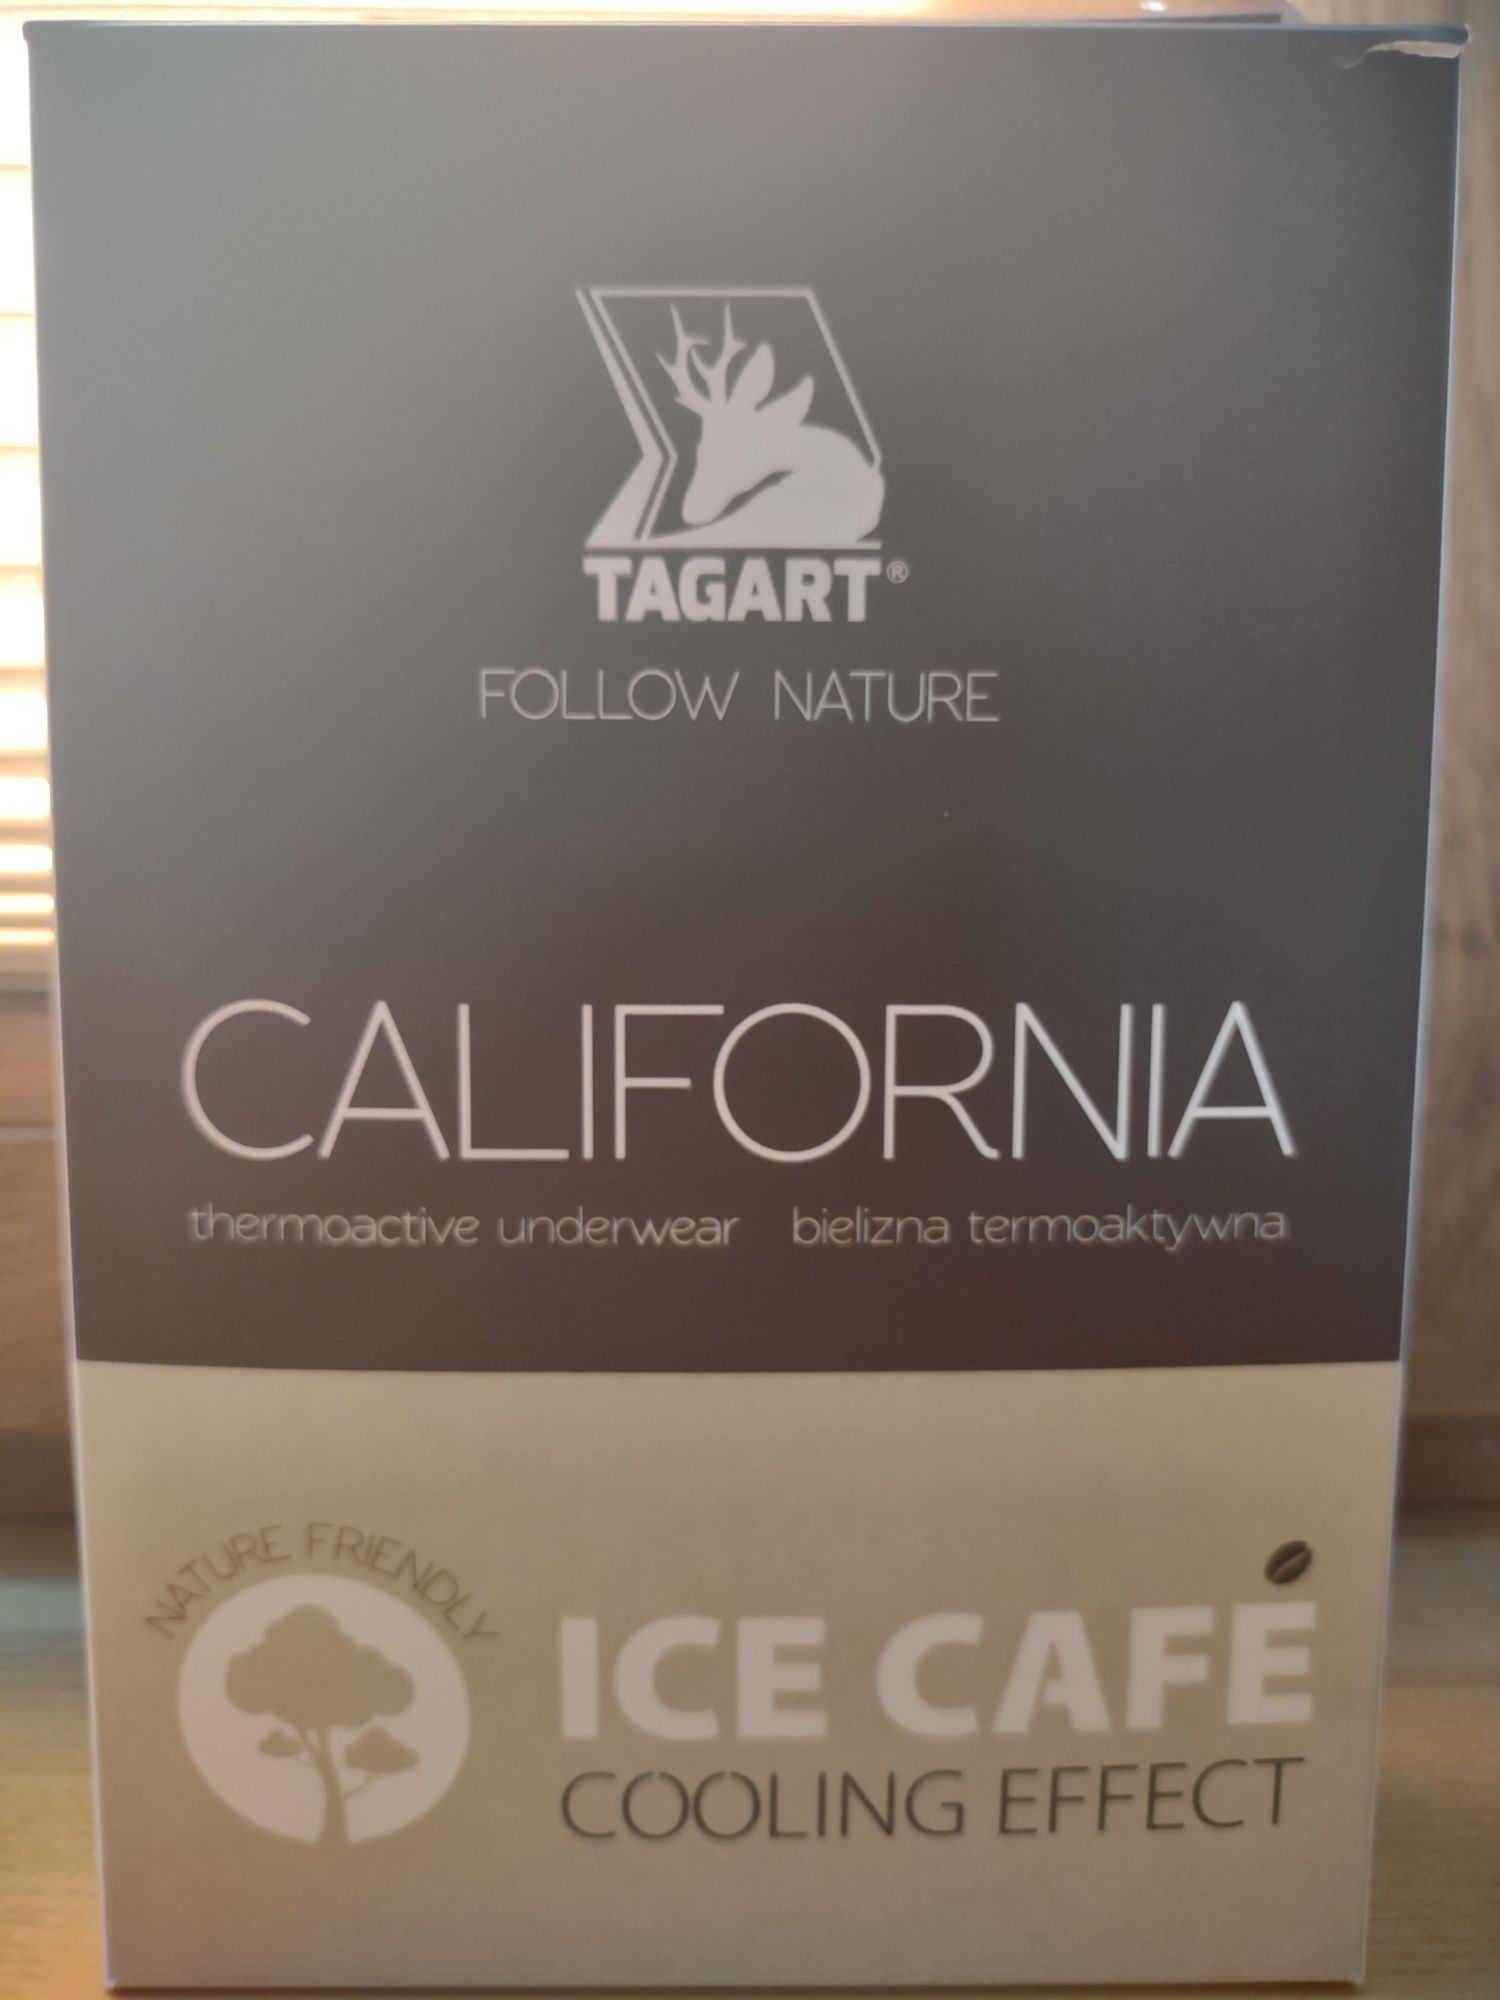 TAGART®
FOLLOW NATURE
CALIFORNIA
thermoactive underwear bielizna termoaktywna
NATURE FRIENDLY
ICE CAFÉ
COOLING EFFECT